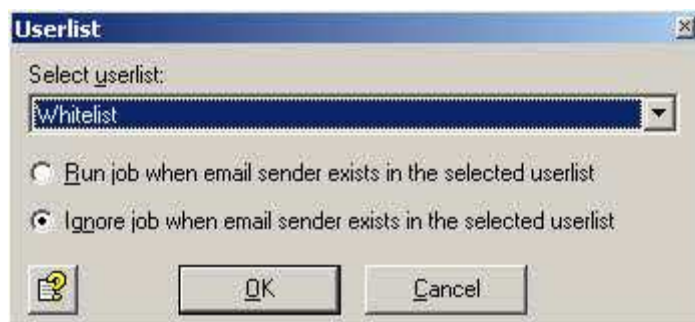 Userlist
Select userlist:
Whitelist
Run job when email sender exists in the selected userlist
Ignore job when email sender exists in the selected userlist
OK
Cancel